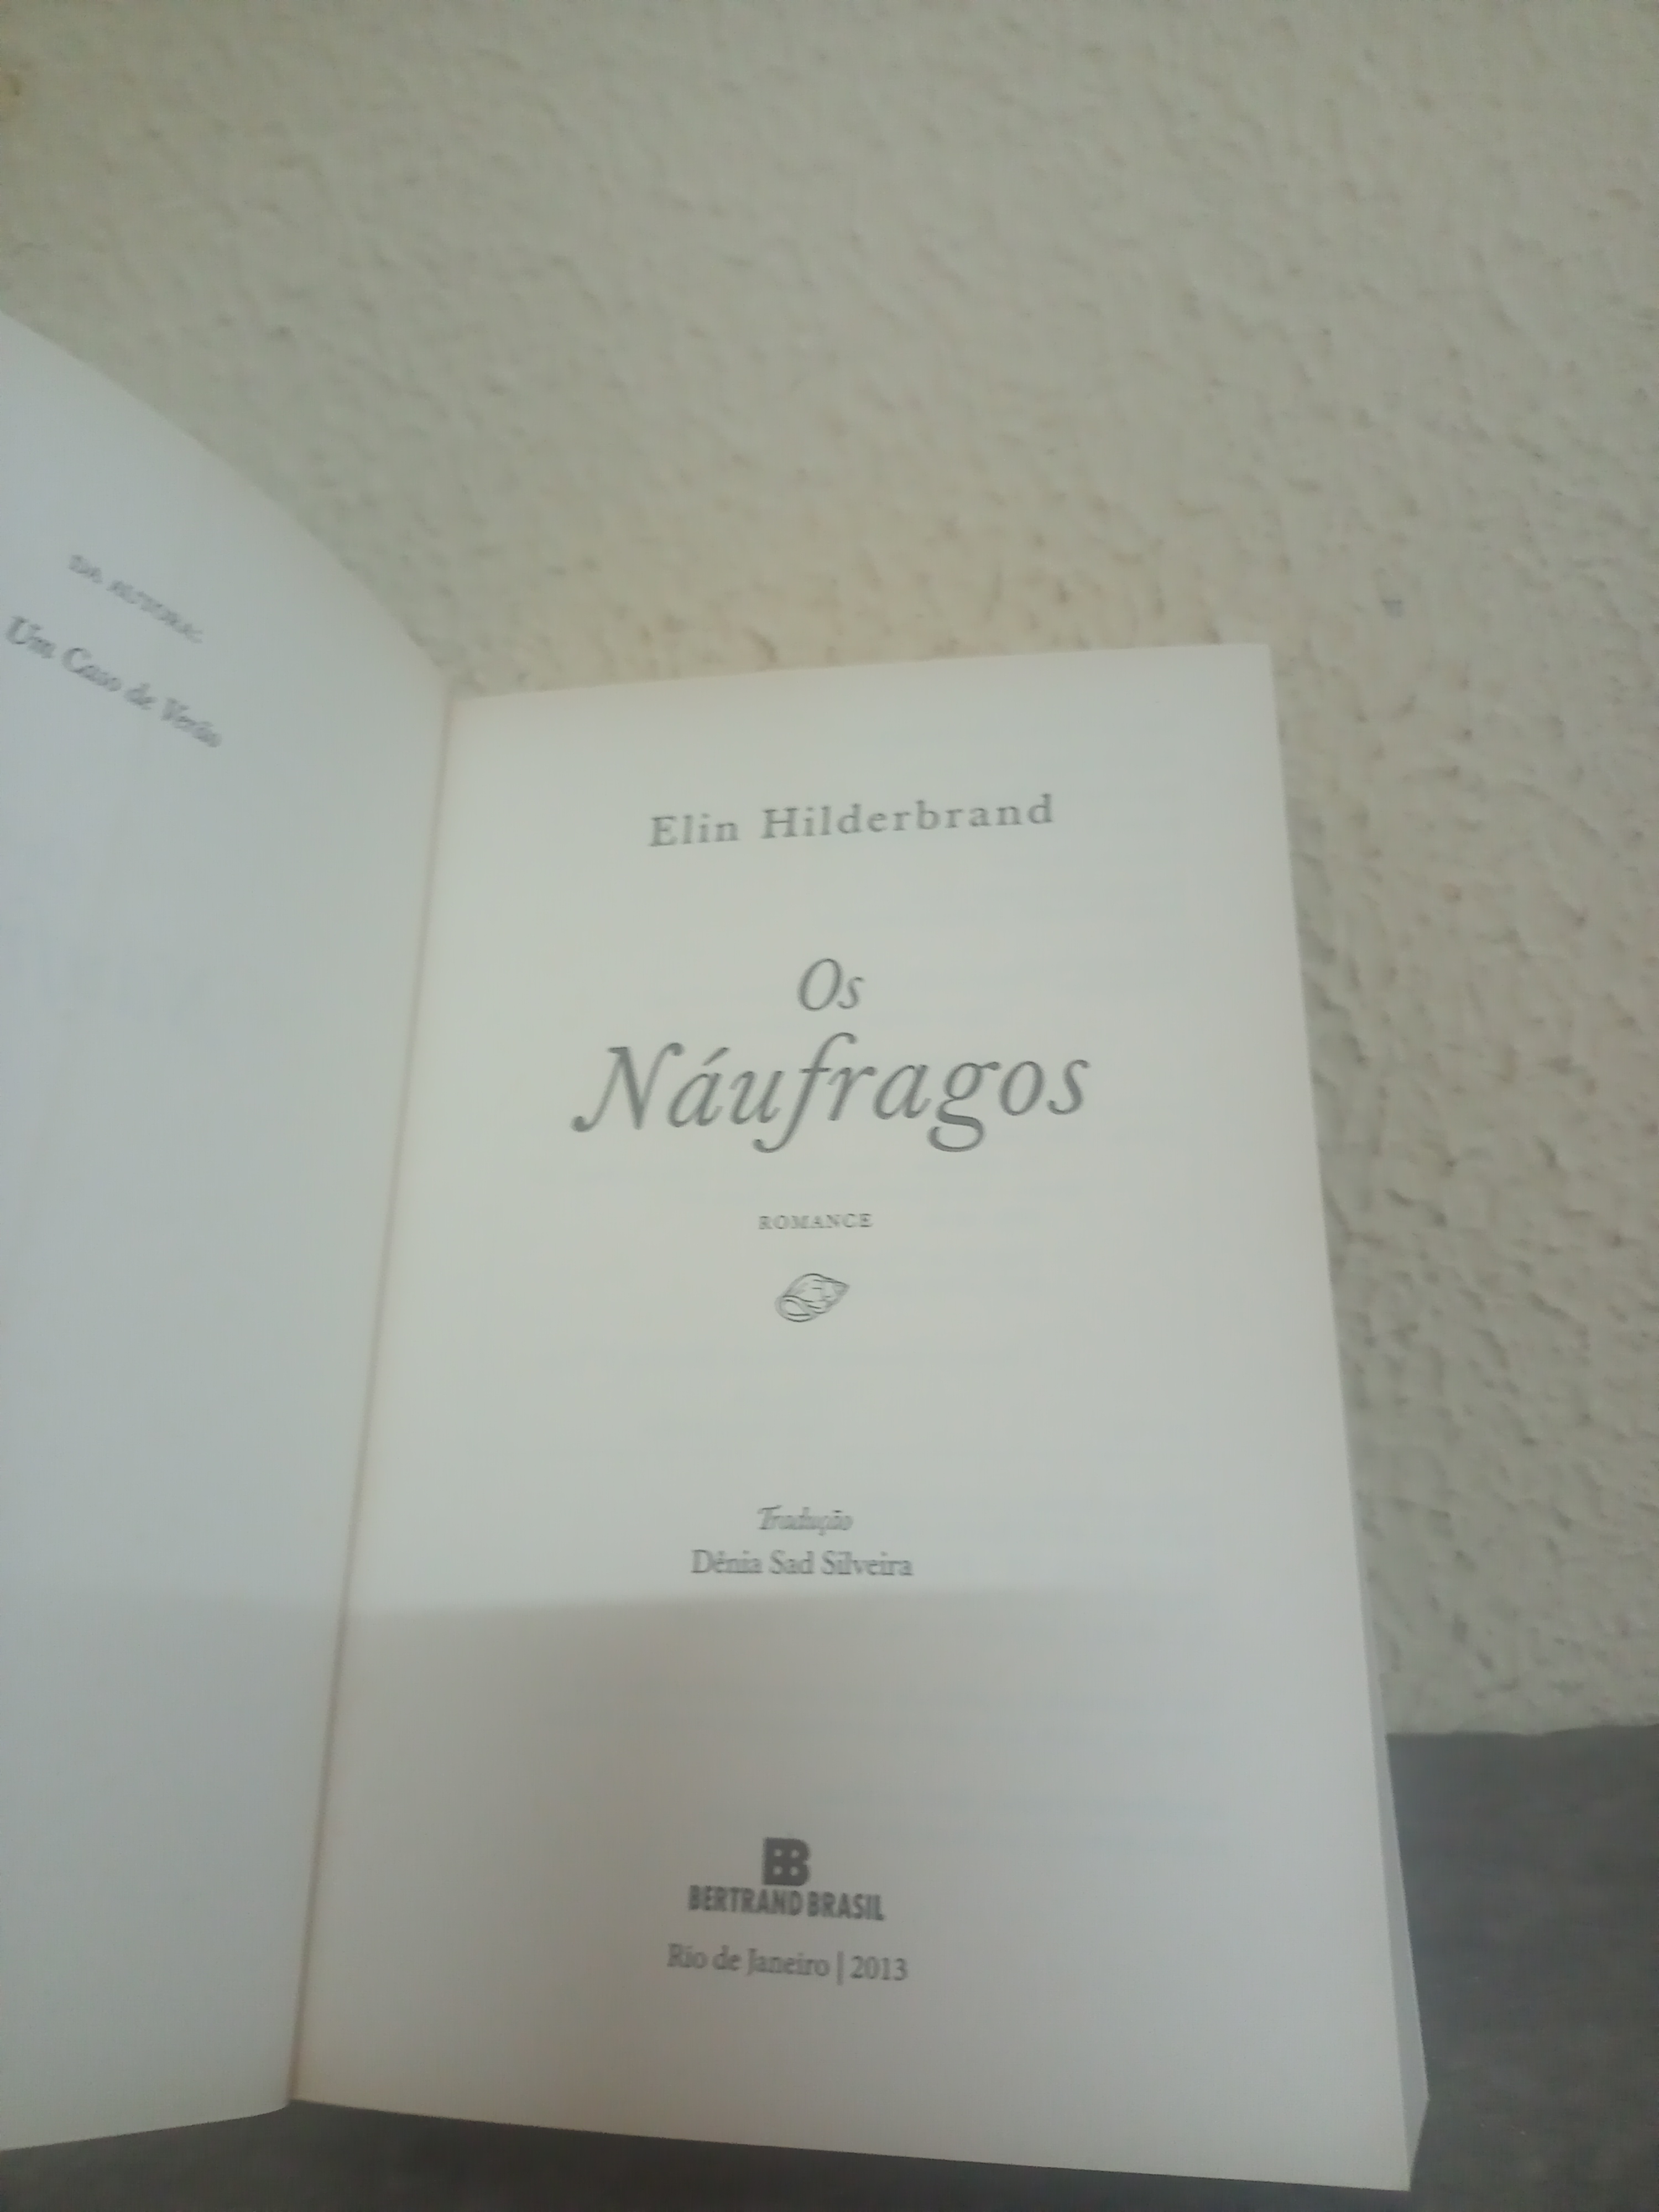 DA AUTORA:
Um Caso de Verão
Elin Hilderbrand
Os
Náufragos
ROMANCE
Tradução
Dênia Sad Silveira
BB
BERTRAND BRASIL
Rio de Janeiro | 2013